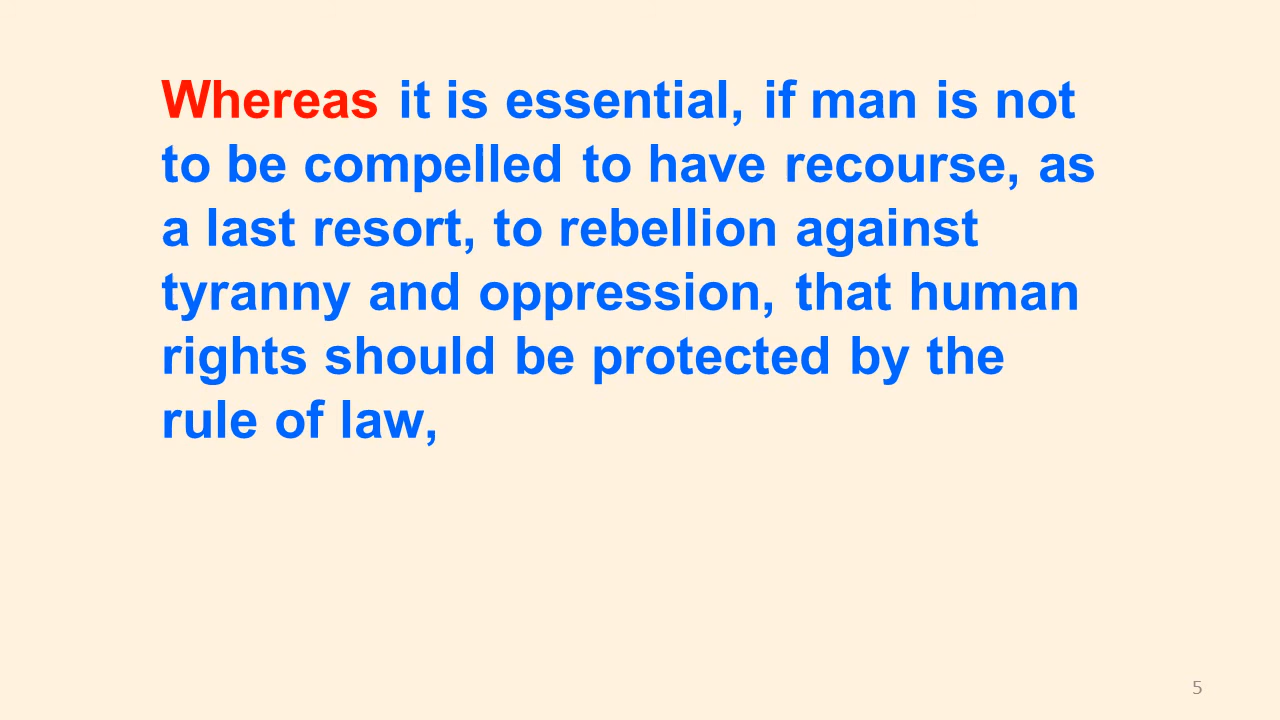 Whereas it is essential, if man is not
to be compelled to have recourse, as
a last resort, to rebellion against
tyranny and oppression, that human
rights should be protected by the
rule of law,
5